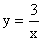 y = 3/x